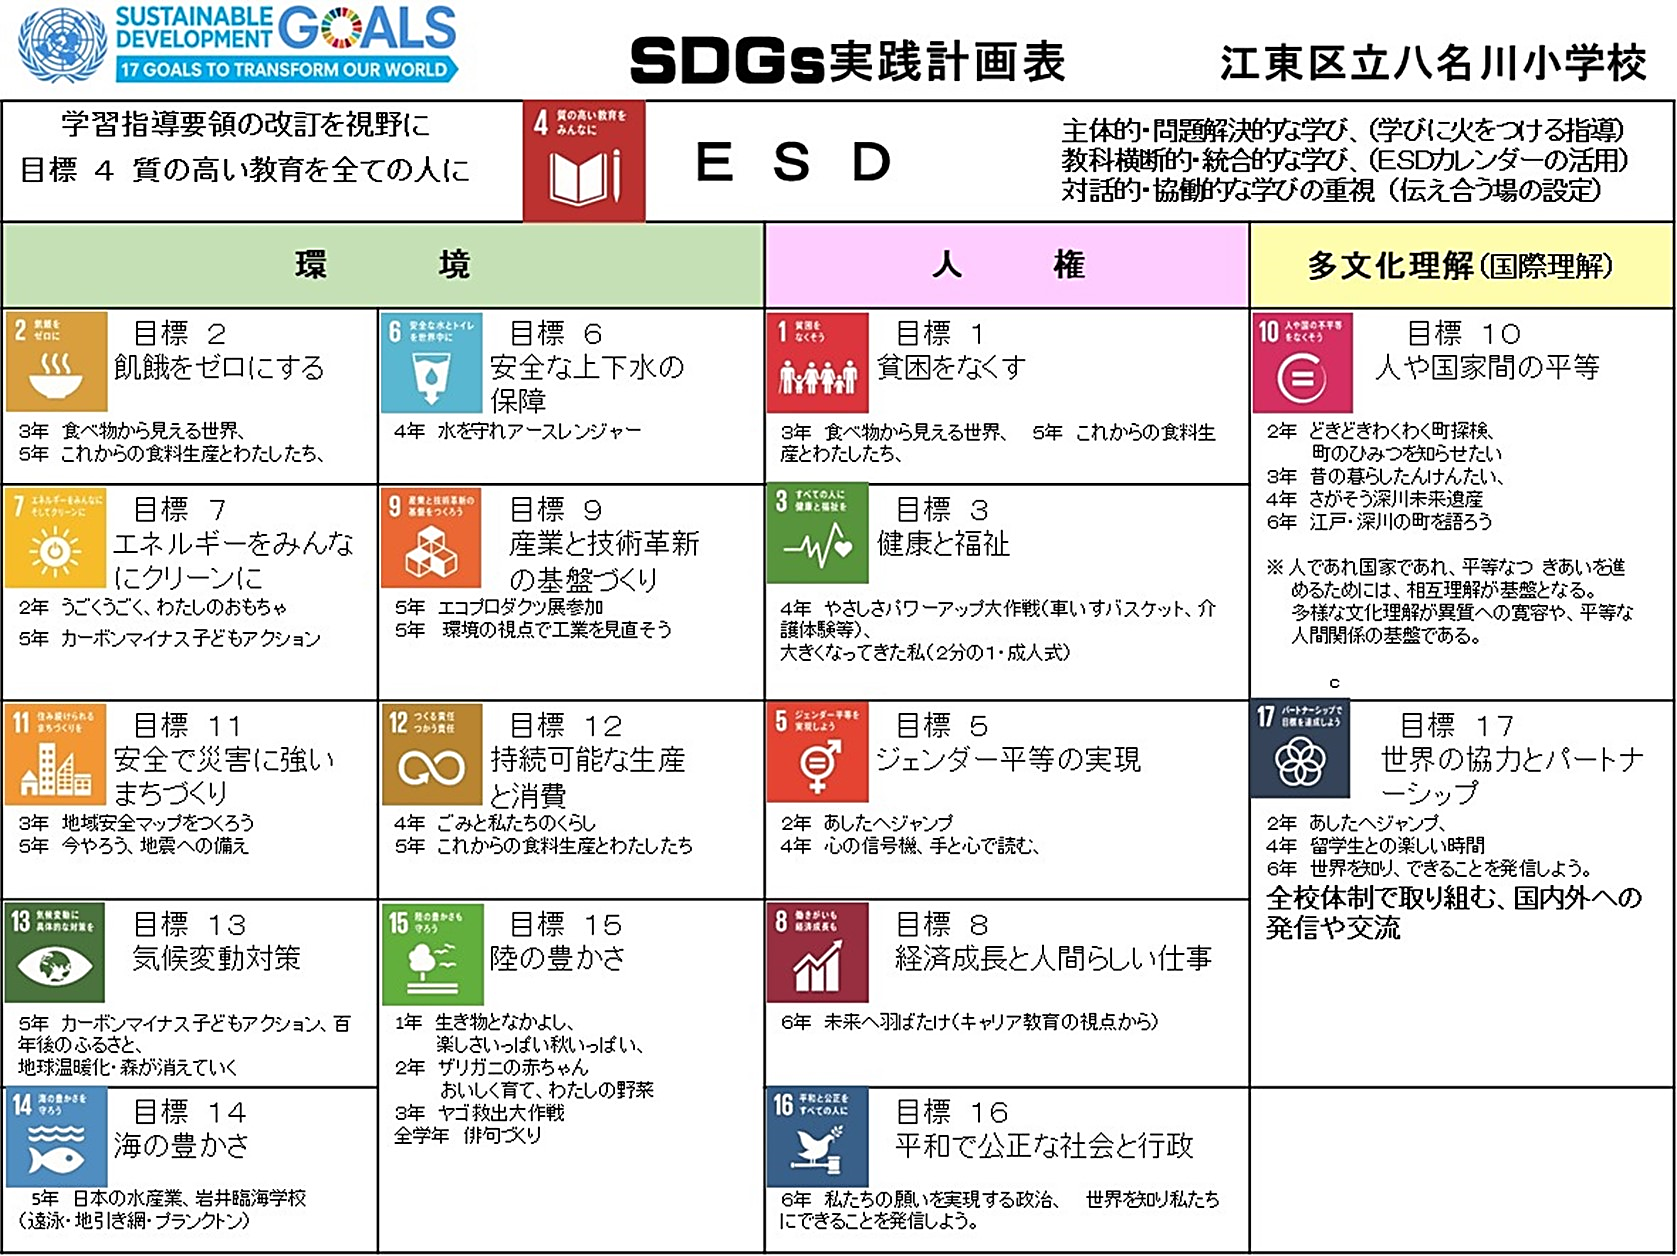 SUSTAINABLE
DEVELOPMENT GOALS
17 GOALS TO TRANSFORM OUR WORLD
SDGs実践計画表
江東区立八名川小学校
学習指導要領の改訂を視野に
目標 4 質の高い教育を全ての人に
4 質の高い教育を
みんなに
ESD
主体的・問題解決的な学び、(学びに火をつける指導)
教科横断的・統合的な学び、(ESDカレンダーの活用)
対話的・協働的な学びの重視 (伝え合う場の設定)
環 境
人 権
多文化理解(国際理解)
2 飢餓を
ゼロに
目標 2
飢餓をゼロにする
3年 食べ物から見える世界、
5年 これからの食料生産とわたしたち、
6 安全な水とトイレ
を世界中に
目標 6
安全な上下水の
保障
4年 水を守れアースレンジャー
1 貧困を
なくそう
目標 1
貧困をなくす
3年 食べ物から見える世界、 5年 これからの食料生
産とわたしたち、
10 人や国の不平等
をなくそう
目標 10
人や国家間の平等
2年 どきどきわくわく町探検、
町のひみつを知らせたい
3年 昔の暮らしたんけんたい、
4年 さがそう深川未来遺産
6年 江戸・深川の町を語ろう
※ 人であれ国家であれ、平等なつ きあいを進
めるためには、相互理解が基盤となる。
多様な文化理解が異質への寛容や、平等な
人間関係の基盤である。
c
7 エネルギーをみんなに
そしてクリーンに
目標 7
エネルギーをみんな
にクリーンに
2年 うごくうごく、わたしのおもちゃ
5年 カーボンマイナス子どもアクション
9 産業と技術革新の
基盤をつくろう
目標 9
産業と技術革新
の基盤づくり
5年 エコプロダクツ展参加
5年 環境の視点で工業を見直そう
3 すべての人に
健康と福祉を
目標 3
健康と福祉
4年 やさしさパワーアップ大作戦(車いすバスケット、介
護体験等)、
大きくなってきた私(2分の1・成人式)
11 住み続けられる
まちづくりを
目標 11
安全で災害に強い
まちづくり
3年 地域安全マップをつくろう
5年 今やろう、地震への備え
12 つくる責任
つかう責任
目標 12
持続可能な生産
と消費
4年 ごみと私たちのくらし
5年 これからの食料生産とわたしたち
5 ジェンダー平等を
実現しよう
目標 5
ジェンダー平等の実現
2年 あしたへジャンプ
4年 心の信号機、手と心で読む、
17 パートナーシップで
目標を達成しよう
目標 17
世界の協力とパートナ
ーシップ
2年 あしたへジャンプ、
4年 留学生との楽しい時間
6年 世界を知り、できることを発信しよう。
全校体制で取り組む、国内外への
発信や交流
13 気候変動に
具体的な対策を
目標 13
気候変動対策
5年 カーボンマイナス子どもアクション、百
年後のふるさと、
地球温暖化・森が消えていく
15 陸の豊かさも
守ろう
目標 15
陸の豊かさ
1年 生き物となかよし、
楽しさいっぱい秋いっぱい、
2年 ザリガニの赤ちゃん
おいしく育て、わたしの野菜
3年 ヤゴ救出大作戦
全学年 俳句づくり
8 働きがいも
経済成長も
目標 8
経済成長と人間らしい仕事
6年 未来へ羽ばたけ(キャリア教育の視点から)
14 海の豊かさを
守ろう
目標 14
海の豊かさ
5年 日本の水産業、岩井臨海学校
(遠泳・地引き網・プランクトン)
16 平和と公正を
すべての人に
目標 16
平和で公正な社会と行政
6年 私たちの願いを実現する政治、 世界を知り私たち
にできることを発信しよう。